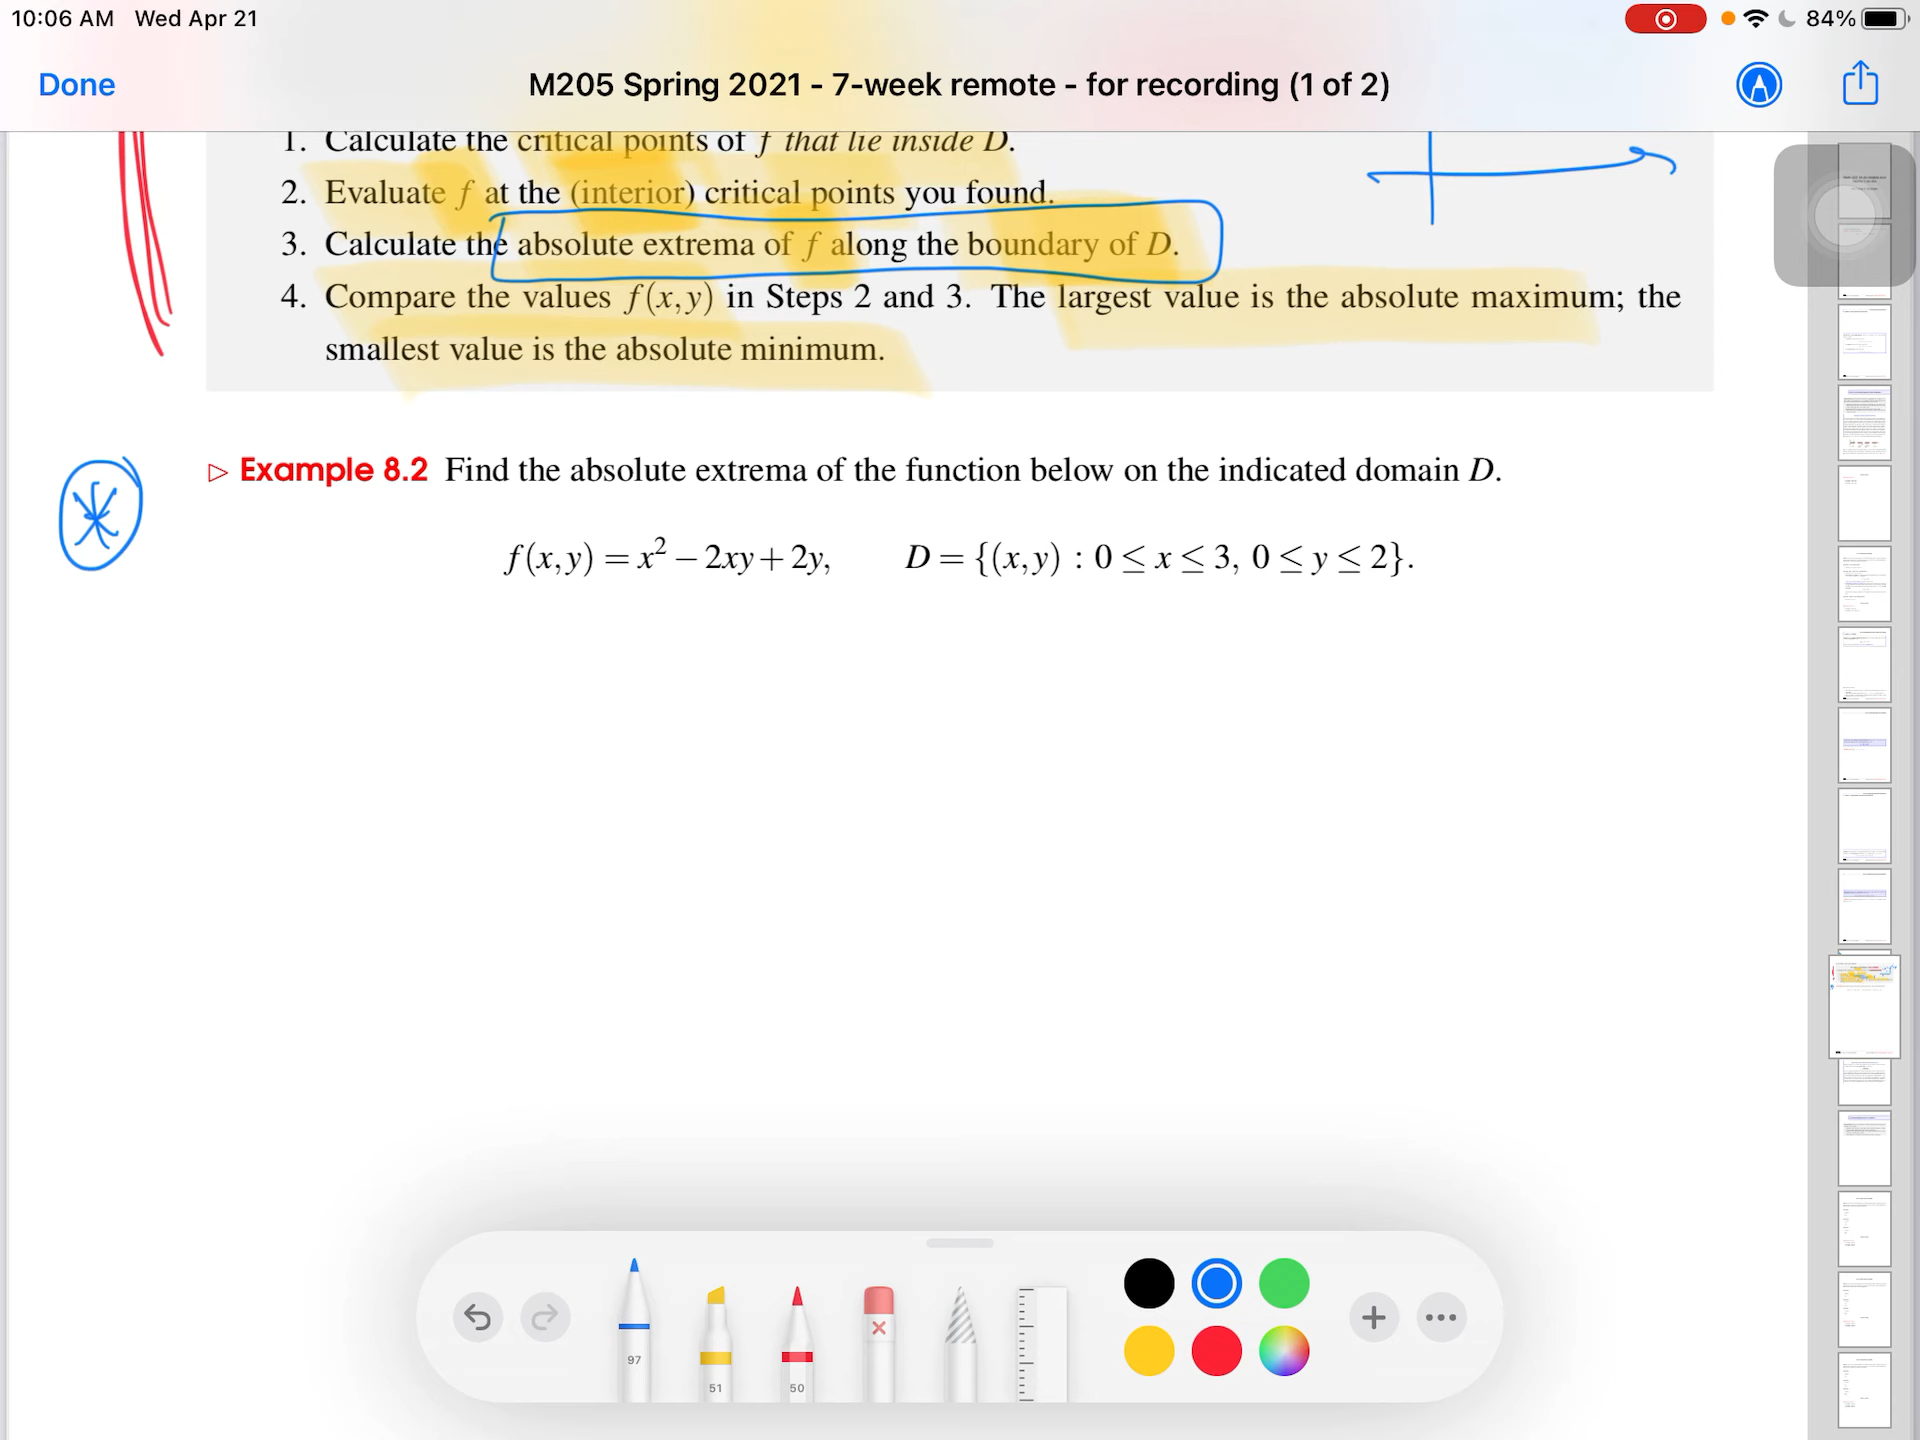 10:06 AM Wed Apr 21
84%
Done
M205 Spring 2021 - 7-week remote - for recording (1 of 2)
1. Calculate the critical points of f that lie inside D.
2. Evaluate f at the (interior) critical points you found.
3. Calculate the absolute extrema of f along the boundary of D.
4. Compare the values f(x,y) in Steps 2 and 3. The largest value is the absolute maximum; the
smallest value is the absolute minimum.
▷ Example 8.2 Find the absolute extrema of the function below on the indicated domain D.
f(x,y) = x² − 2xy + 2y, D = {(x,y) : 0 ≤ x ≤ 3, 0 ≤ y ≤ 2}.
97
51
50